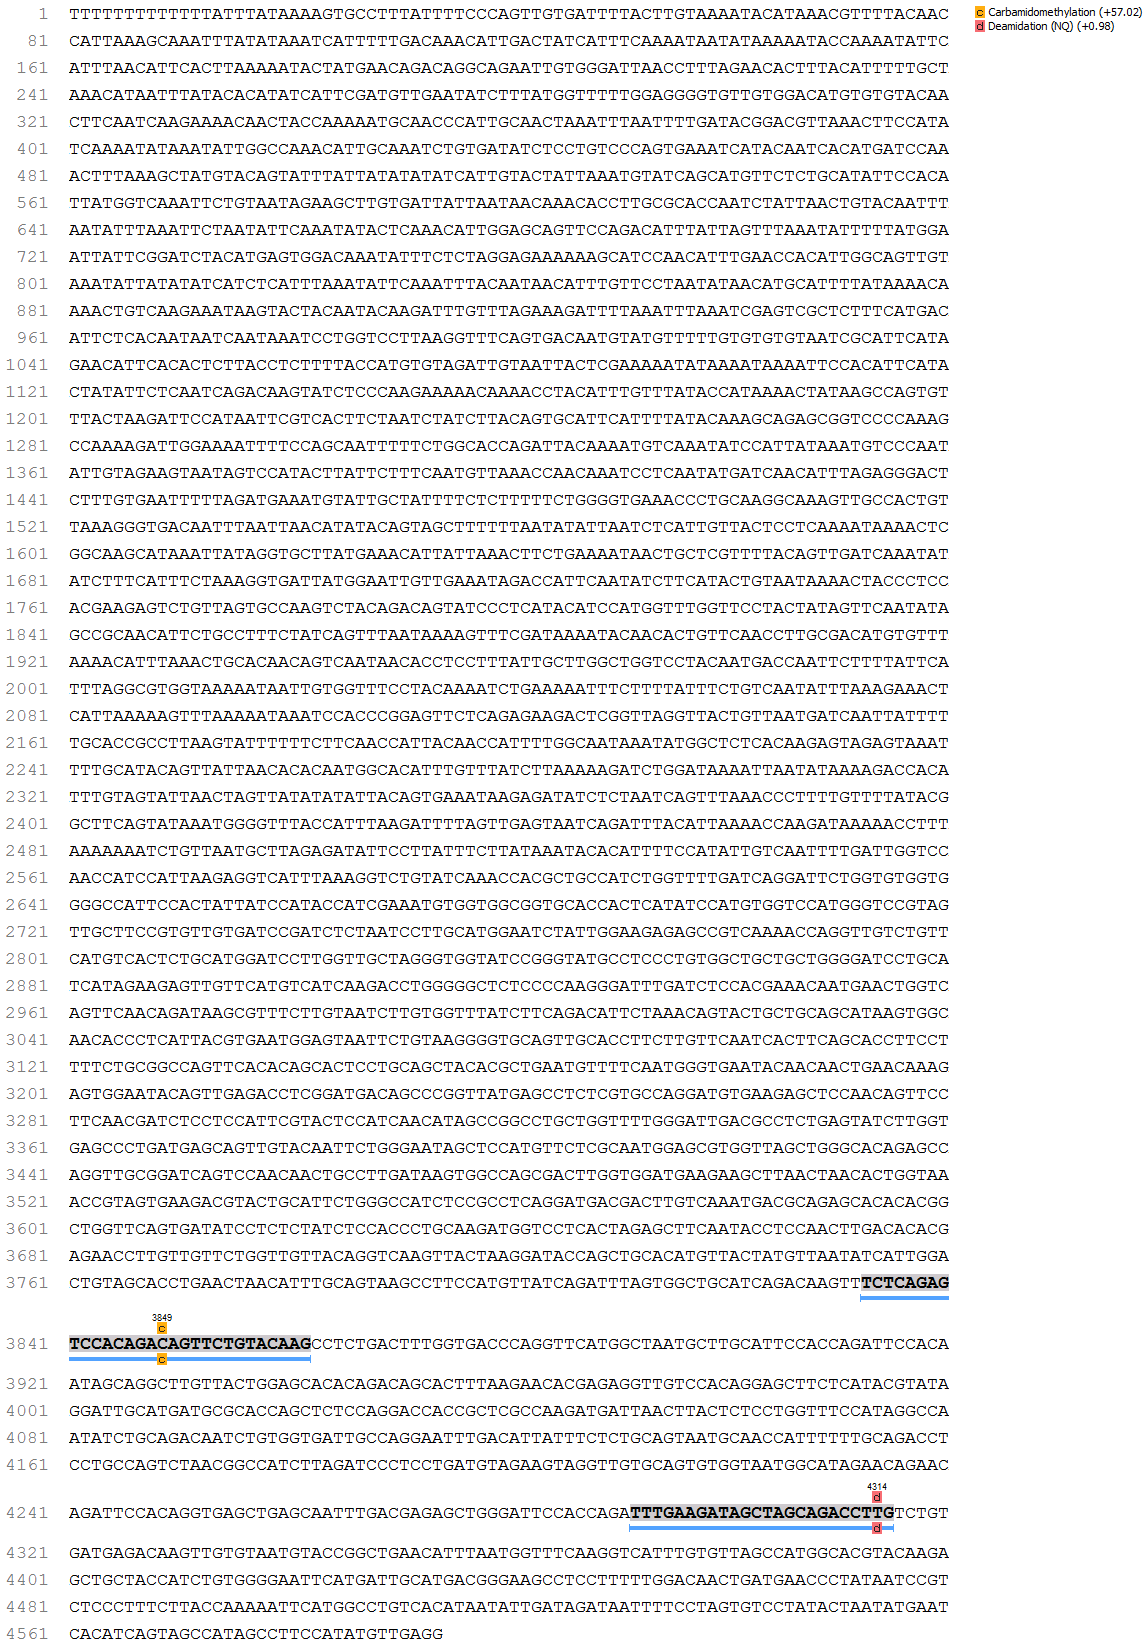 c Carbamidomethylation (+57.02)
d Deamidation (NQ) (+0.98)
1 TTTTTTTTTTTTTTATTTATAAAAGTGCCTTTATTTTCCCAGTTGTGATTTTACTTGTAAAATACATAAACGTTTTACAAC
81 CATTAAAGCAAATTTATATAAATCATTTTTGACAAACATTGACTATCATTTCAAAATAATATAAAAATACCAAAATATTC
161 ATTTAACATTCACTTAAAAATACTATGAACAGACAGGCAGAATTGTGGGATTAACCTTTAGAACACTTTACATTTTTGCT
241 AAACATAATTTATACACATATCATTCGATGTTGAATATCTTTATGGTTTTTGGAGGGGTGTTGTGGACATGTGTGTACAA
321 CTTCAATCAAGAAAACAACTACCAAAAATGCAACCCATTGCAACTAAATTTAATTTTGATACGGACGTTAAACTTCCATA
401 TCAAAATATAAATATTGGCCAAACATTGCAAATCTGTGATATCTCCTGTCCCAGTGAAATCATACAATCACATGATCCAA
481 ACTTTAAAGCTATGTACAGTATTTATTATATATATCATTGTACTATTAAATGTATCAGCATGTTCTCTGCATATTCCACA
561 TTATGGTCAAATTCTGTAATAGAAGCTTGTGATTATTAATAACAAACACCTTGCGCACCAATCTATTAACTGTACAATTT
641 AATATTTAAATTCTAATATTCAAATATACTCAAACATTGGAGCAGTTCCAGACATTTATTAGTTTAAATATTTTTATGGA
721 ATTATTCGGATCTACATGAGTGGACAAATATTTCTCTAGGAGAAAAAAGCATCCAACATTTGAACCACATTGGCAGTTGT
801 AAATATTATATATCATCTCATTTAAATATTCAAATTTACAATAACATTTGTTCCTAATATAACATGCATTTTATAAAACA
881 AAACTGTCAAGAAATAAGTACTACAATACAAGATTTGTTTAGAAAGATTTTAAATTTAAATCGAGTCGCTCTTTCATGAC
961 ATTCTCACAATAATCAATAAATCCTGGTCCTTAAGGTTTCAGTGACAATGTATGTTTTTGTGTGTGTAATCGCATTCATA
1041 GAACATTCACACTCTTACCTCTTTTACCATGTGTAGATTGTAATTACTCGAAAAATATAAAATAAAATTCCACATTCATA
1121 CTATATTCTCAATCAGACAAGTATCTCCCAAGAAAAACAAAACCTACATTTGTTTATACCATAAAACTATAAGCCAGTGT
1201 TTACTAAGATTCCATAATTCGTCACTTCTAATCTATCTTACAGTGCATTCATTTTATACAAAGCAGAGCGGTCCCCAAAG
1281 CCAAAAGATTGGAAAATTTTCCAGCAATTTTTCTGGCACCAGATTACAAAATGTCAAATATCCATTATAAATGTCCCAAT
1361 ATTGTAGAAGTAATAGTCCATACTTATTCTTTCAATGTTAAACCAACAAATCCTCAATATGATCAACATTTAGAGGGACT
1441 CTTTGTGAATTTTTAGATGAAATGTATTGCTATTTTCTCTTTTTCTGGGGTGAAACCCTGCAAGGCAAAGTTGCCACTGT
1521 TAAAGGGTGACAATTTAATTAACATATACAGTAGCTTTTTTAATATATTAATCTCATTGTTACTCCTCAAAATAAAACTC
1601 GGCAAGCATAAATTATAGGTGCTTATGAAACATTATTAAACTTCTGAAAATAACTGCTCGTTTTACAGTTGATCAAATAT
1681 ATCTTTCATTTCTAAAGGTGATTATGGAATTGTTGAAATAGACCATTCAATATCTTCATACTGTAATAAAACTACCCTCC
1761 ACGAAGAGTCTGTTAGTGCCAAGTCTACAGACAGTATCCCTCATACATCCATGGTTTGGTTCCTACTATAGTTCAATATA
1841 GCCGCAACATTCTGCCTTTCTATCAGTTTAATAAAAGTTTCGATAAAATACAACACTGTTCAACCTTGCGACATGTGTTT
1921 AAAACATTTAAACTGCACAACAGTCAATAACACCTCCTTTATTGCTTGGCTGGTCCTACAATGACCAATTCTTTTATTCA
2001 TTTAGGCGTGGTAAAAATAATTGTGGTTTCCTACAAAATCTGAAAAATTTCTTTTATTTCTGTCAATATTTAAAGAAACT
2081 CATTAAAAAGTTTAAAAATAAATCCACCCGGAGTTCTCAGAGAAGACTCGGTTAGGTTACTGTTAATGATCAATTATTTT
2161 TGCACCGCCTTAAGTATTTTTTCTTCAACCATTACAACCATTTTGGCAATAAATATGGCTCTCACAAGAGTAGAGTAAAT
2241 TTTGCATACAGTTATTAACACACAATGGCACATTTGTTTATCTTAAAAAGATCTGGATAAAATTAATATAAAAGACCACA
2321 TTTGTAGTATTAACTAGTTATATATATTACAGTGAAATAAGAGATATCTCTAATCAGTTTAAACCCTTTTGTTTTATACG
2401 GCTTCAGTATAAATGGGGTTTACCATTTAAGATTTTAGTTGAGTAATCAGATTTACATTAAAACCAAGATAAAAACCTTT
2481 AAAAAAATCTGTTAATGCTTAGAGATATTCCTTATTTCTTATAAATACACATTTTCCATATTGTCAATTTTGATTGGTCC
2561 AACCATCCATTAAGAGGTCATTTAAAGGTCTGTATCAAACCACGCTGCCATCTGGTTTTGATCAGGATTCTGGTGTGGTG
2641 GGGCCATTCCACTATTATCCATACCATCGAAATGTGGTGGCGGTGCACCACTCATATCCATGTGGTCCATGGGTCCGTAG
2721 TTGCTTCCGTGTTGTGATCCGATCTCTAATCCTTGCATGGAATCTATTGGAAGAGAGCCGTCAAAACCAGGTTGTCTGTT
2801 CATGTCACTCTGCATGGATCCTTGGTTGCTAGGGTGGTATCCGGGTATGCCTCCCTGTGGCTGCTGCTGGGGATCCTGCA
2881 TCATAGAAGAGTTGTTCATGTCATCAAGACCTGGGGGCTCTCCCCAAGGGATTTGATCTCCACGAAACAATGAACTGGTC
2961 AGTTCAACAGATAAGCGTTTCTTGTAATCTTGTGGTTTATCTTCAGACATTCTAAACAGTACTGCTGCAGCATAAGTGGC
3041 AACACCCTCATTACGTGAATGGAGTAATTCTGTAAGGGGTGCAGTTGCACCTTCTTGTTCAATCACTTCAGCACCTTCCT
3121 TTTCTGCGGCCAGTTCACACAGCACTCCTGCAGCTACACGCTGAATGTTTTCAATGGGTGAATACAACAACTGAACAAAG
3201 AGTGGAATACAGTTGAGACCTCGGATGACAGCCCGGTTATGAGCCTCTCGTGCCAGGATGTGAAGAGCTCCAACAGTTCC
3281 TTCAACGATCTCCTCCATTCGTACTCCATCAACATAGCCGGCCTGCTGGTTTTGGGATTGACGCCTCTGAGTATCTTGGT
3361 GAGCCCTGATGAGCAGTTGTACAATTCTGGGAATAGCTCCATGTTCTCGCAATGGAGCGTGGTTAGCTGGGCACAGAGCC
3441 AGGTTGCGGATCAGTCCAACAACTGCCTTGATAAGTGGCCAGCGACTTGGTGGATGAAGAAGCTTAACTAACACTGGTAA
3521 ACCGTAGTGAAGACGTACTGCATTCTGGGCCATCTCCGCCTCAGGATGACGACTTGTCAAATGACGCAGAGCACACACGG
3601 CTGGTTCAGTGATATCCTCTCTATCTCCACCCTGCAAGATGGTCCTCACTAGAGCTTCAATACCTCCAACTTGACACACG
3681 AGAACCTTGTTGTTCTGGTTGTTACAGGTCAAGTTACTAAGGATACCAGCTGCACATGTTACTATGTTAATATCATTGGA
3761 CTGTAGCACCTGAACTAACATTTGCAGTAAGCCTTCCATGTTATCAGATTTAGTGGCTGCATCAGACAAGTTTCTCAGAG
3849
c
3841 TCCACAGACAGTTCTGTACAAGCCTCTGACTTTGGTGACCCAGGTTCATGGCTAATGCTTGCATTCCACCAGATTCCACA
c
3921 ATAGCAGGCTTGTTACTGGAGCACACAGACAGCACTTTAAGAACACGAGAGGTTGTCCACAGGAGCTTCTCATACGTATA
4001 GGATTGCATGATGCGCACCAGCTCTCCAGGACCACCGCTCGCCAAGATGATTAACTTACTCTCCTGGTTTCCATAGGCCA
4081 ATATCTGCAGACAATCTGTGGTGATTGCCAGGAATTTGACATTATTTCTCTGCAGTAATGCAACCATTTTTTGCAGACCT
4161 CCTGCCAGTCTAACGGCCATCTTAGATCCCTCCTGATGTAGAAGTAGGTTGTGCAGTGTGGTAATGGCATAGAACAGAAC
4314
d
4241 AGATTCCACAGGTGAGCTGAGCAATTTGACGAGAGCTGGGATTCCACCAGATTTGAAGATAGCTAGCAGACCTTGTCTGT
d
4321 GATGAGACAAGTTGTGTAATGTACCGGCTGAACATTTAATGGTTTCAAGGTCATTTGTGTTAGCCATGGCACGTACAAGA
4401 GCTGCTACCATCTGTGGGGAATTCATGATTGCATGACGGGAAGCCTCCTTTTTGGACAACTGATGAACCCTATAATCCGT
4481 CTCCCTTTCTTACCAAAAATTCATGGCCTGTCACATAATATTGATAGATAATTTTCCTAGTGTCCTATACTAATATGAAT
4561 CACATCAGTAGCCATAGCCTTCCATATGTTGAGG